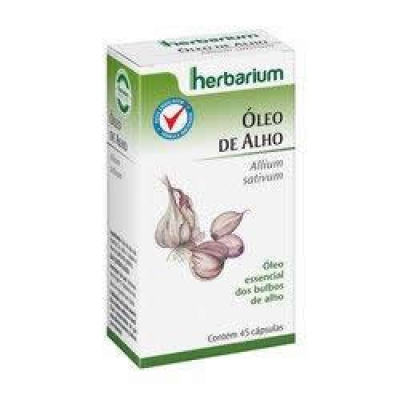 herbarium
ÓLEO
DE ALHO
Allium
sativum
Óleo
essencial
dos bulbos
de alho
Contém 45 cápsulas